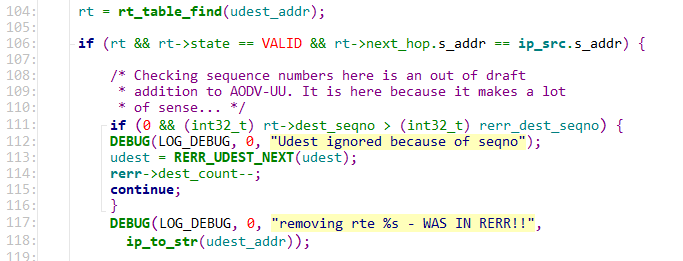 104: rt = rt_table_find(udest_addr);
105:
106: if (rt && rt->state == VALID && rt->next_hop.s_addr == ip_src.s_addr) {
107:
108: /* Checking sequence numbers here is an out of draft
109: * addition to AODV-UU. It is here because it makes a lot
110: * of sense... */
111: if (0 && (int32_t) rt->dest_seqno > (int32_t) rerr_dest_seqno) {
112: DEBUG(LOG_DEBUG, 0, "Udest ignored because of seqno");
113: udest = RERR_UDEST_NEXT(udest);
114: rerr->dest_count--;
115: continue;
116: }
117: DEBUG(LOG_DEBUG, 0, "removing rte %s - WAS IN RERR!!",
118: ip_to_str(udest_addr));